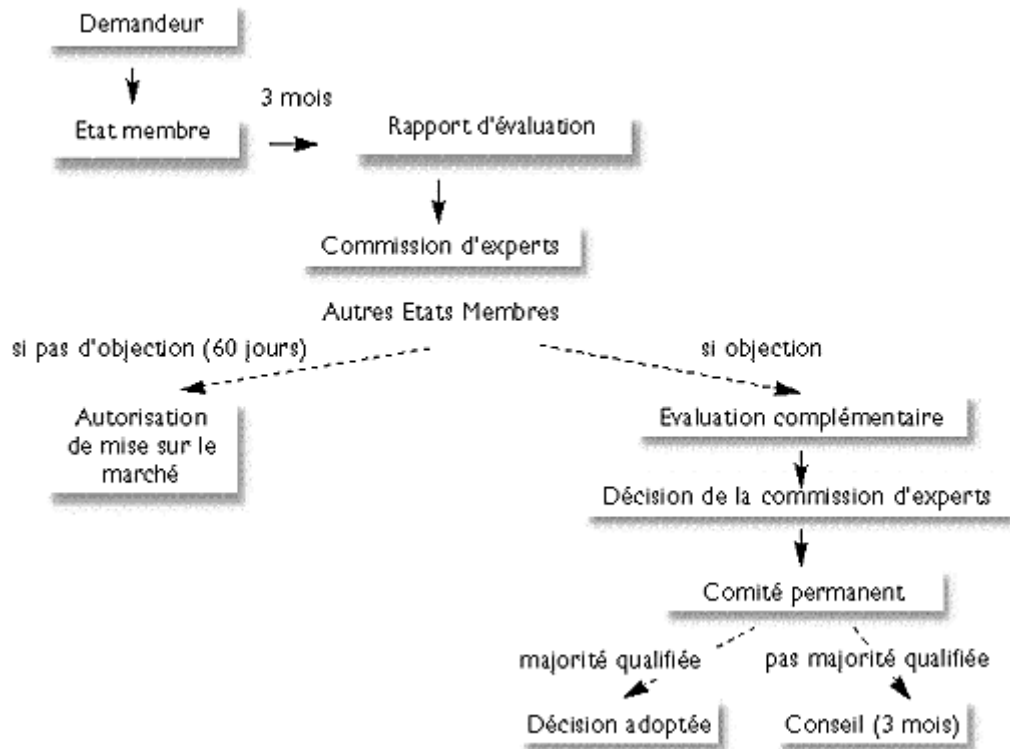 Demandeur
3 mois
Etat membre
Rapport d'évaluation
Commission d'experts
Autres Etats Membres
si pas d'objection (60 jours)
si objection
Autorisation
de mise sur le
marché
Evaluation complémentaire
Décision de la commission d'experts
Comité permanent
majorité qualifiée
pas majorité qualifiée
Décision adoptée
Conseil (3 mois)